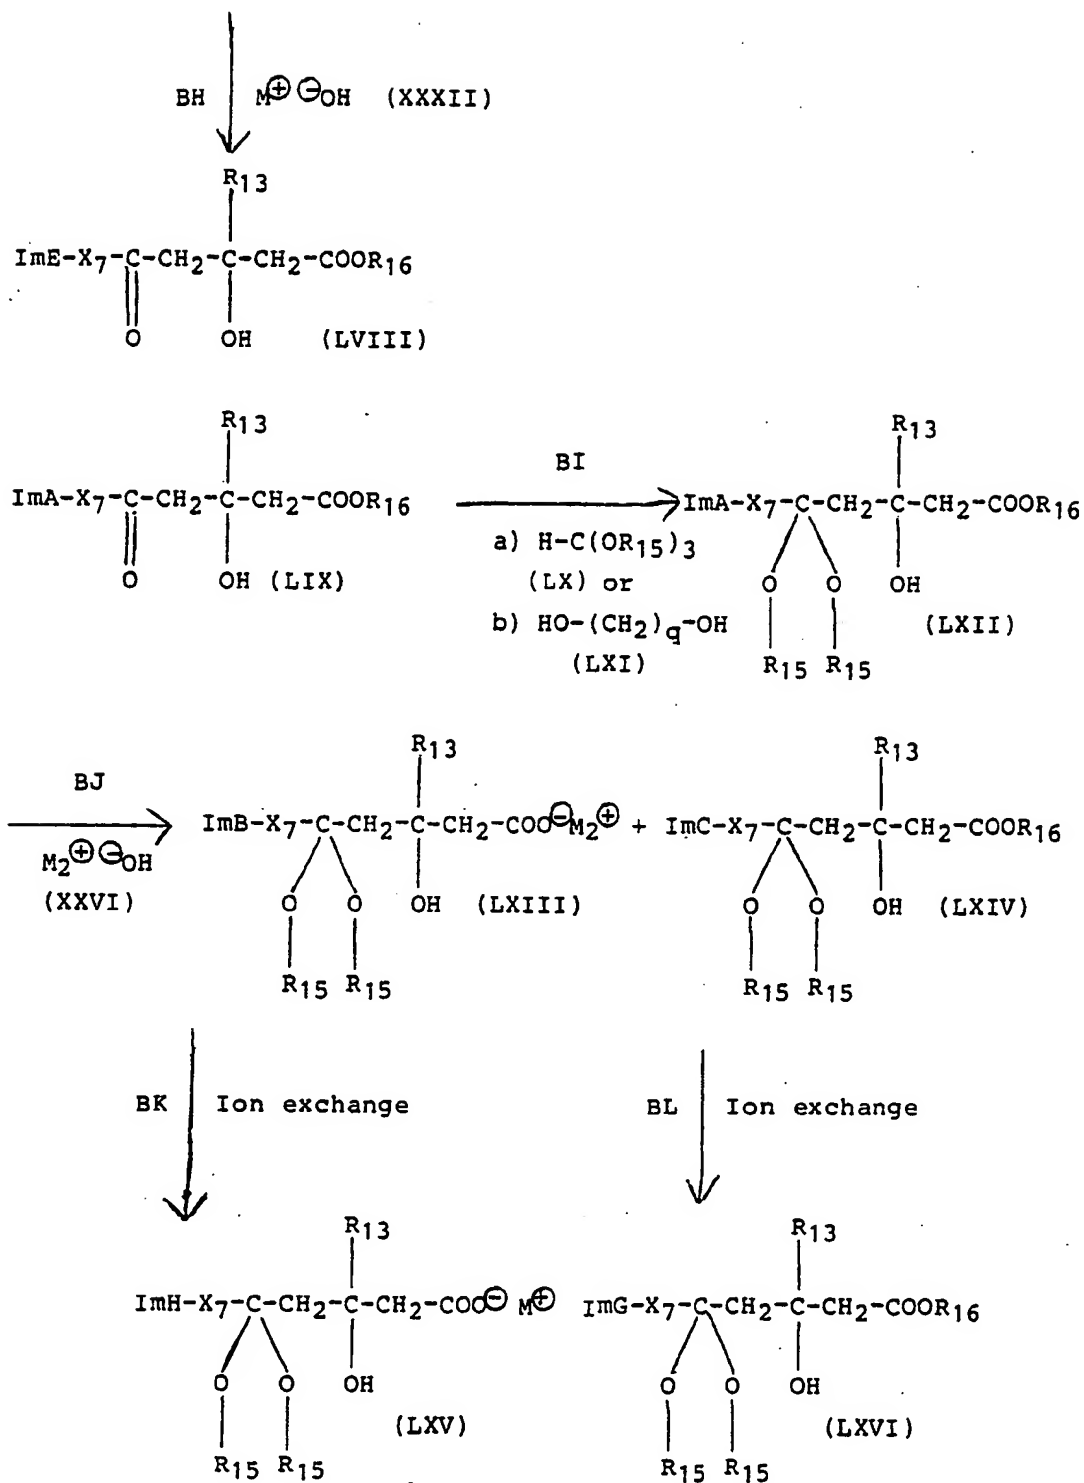 BH M⊕ ⊖OH (XXXII)
R13
ImE-X7-C-CH2-C-CH2-COOR16
O OH (LVIII)
R13
ImA-X7-C-CH2-C-CH2-COOR16
O OH (LIX)
BI
a) H-C(OR15)3
(LX) or
b) HO-(CH2)q-OH
(LXI)
R13
ImA-X7-C-CH2-C-CH2-COOR16
O O OH
(LXII)
R15 R15
BJ
M2⊕ ⊖OH
(XXVI)
R13
ImB-X7-C-CH2-C-CH2-COO⊖M2⊕ +
O O OH (LXIII)
R15 R15
R13
ImC-X7-C-CH2-C-CH2-COOR16
O O OH (LXIV)
R15 R15
BK Ion exchange
BL Ion exchange
R13
ImH-X7-C-CH2-C-CH2-COO⊖ M⊕
O O OH
(LXV)
R15 R15
R13
ImG-X7-C-CH2-C-CH2-COOR16
O O OH
(LXVI)
R15 R15